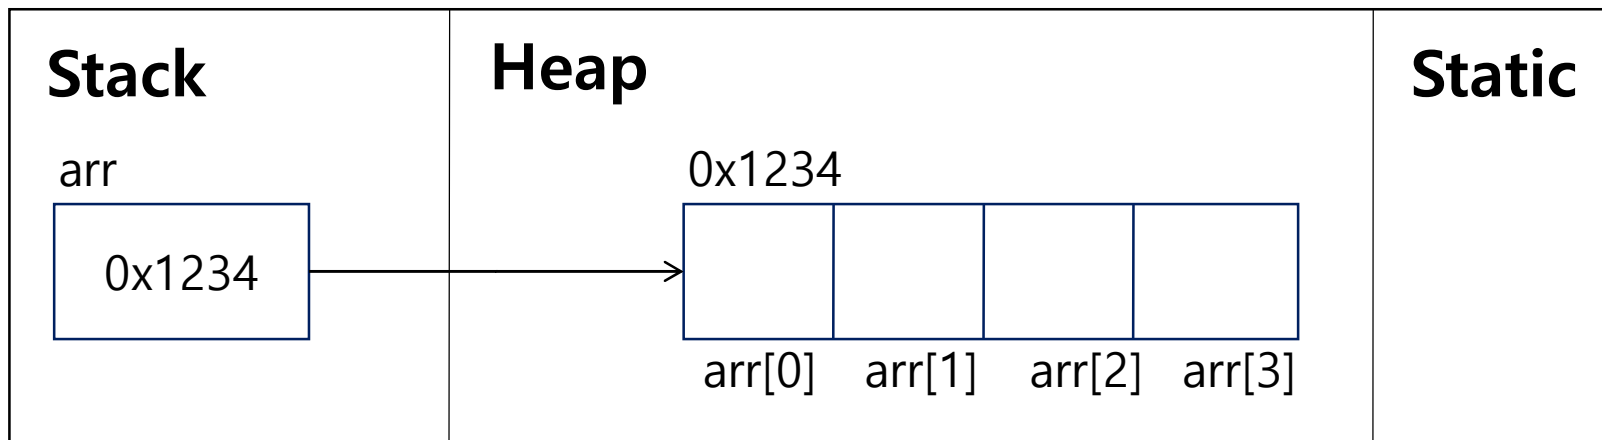 Stack
Heap
Static
arr
0x1234
0x1234
arr[0]
arr[1]
arr[2]
arr[3]